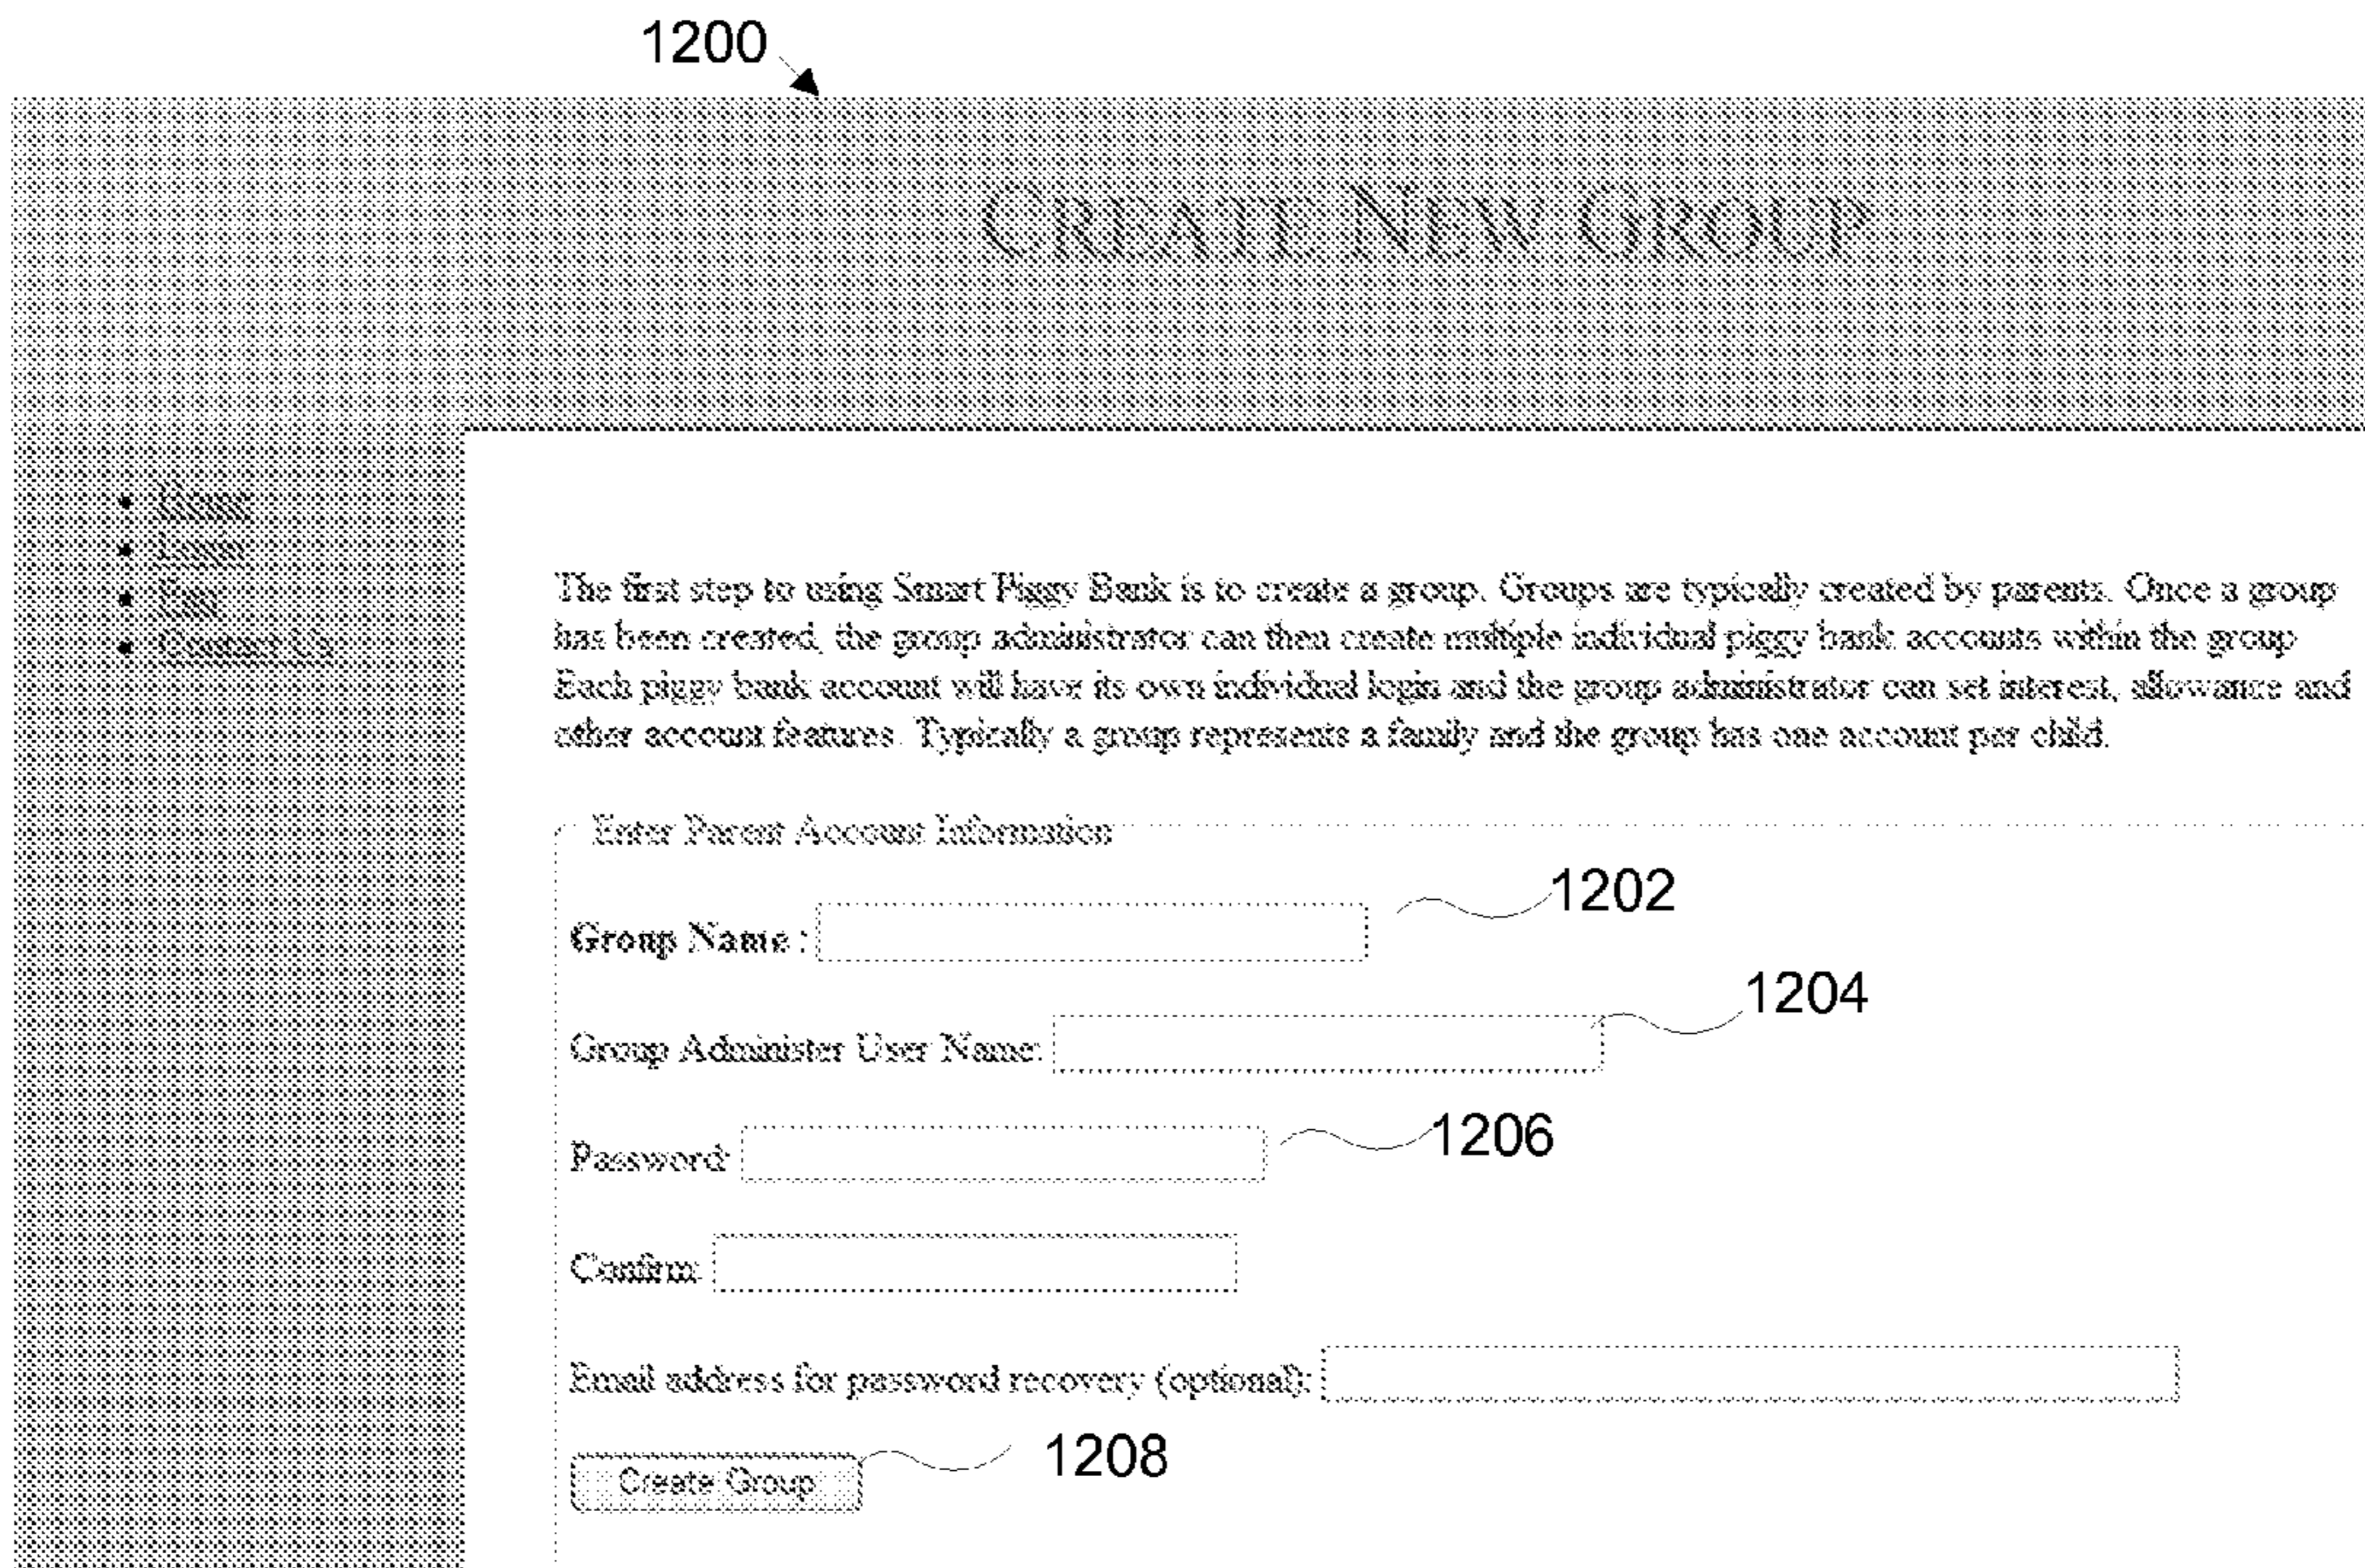 1200
CREATE NEW GROUP
Home
Login
Contact Us
The first step to using Smart Piggy Bank is to create a group. Groups are typically created by parents. Once a group
has been created, the group administrator can then create multiple individual piggy bank accounts within the group
Each piggy bank account will have its own individual login and the group administrator can set interest, allowance and
other account features. Typically a group represents a family and the group has one account per child.
Enter Parent Account Information
Group Name :
1202
Group Administer User Name:
1204
Password:
1206
Confirm:
Email address for password recovery (optional):
Create Group
1208